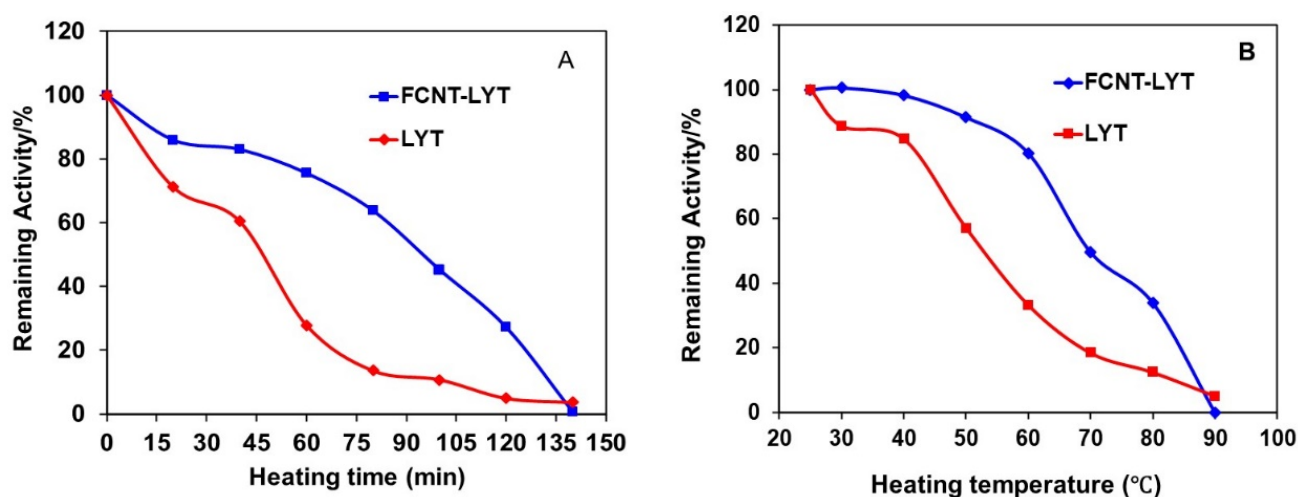 A
Remaining Activity/%
120
100
80
60
40
20
0
FCNT-LYT
LYT
0 15 30 45 60 75 90 105 120 135 150
Heating time (min)
B
Remaining Activity/%
120
100
80
60
40
20
0
FCNT-LYT
LYT
20 30 40 50 60 70 80 90 100
Heating temperature (℃)